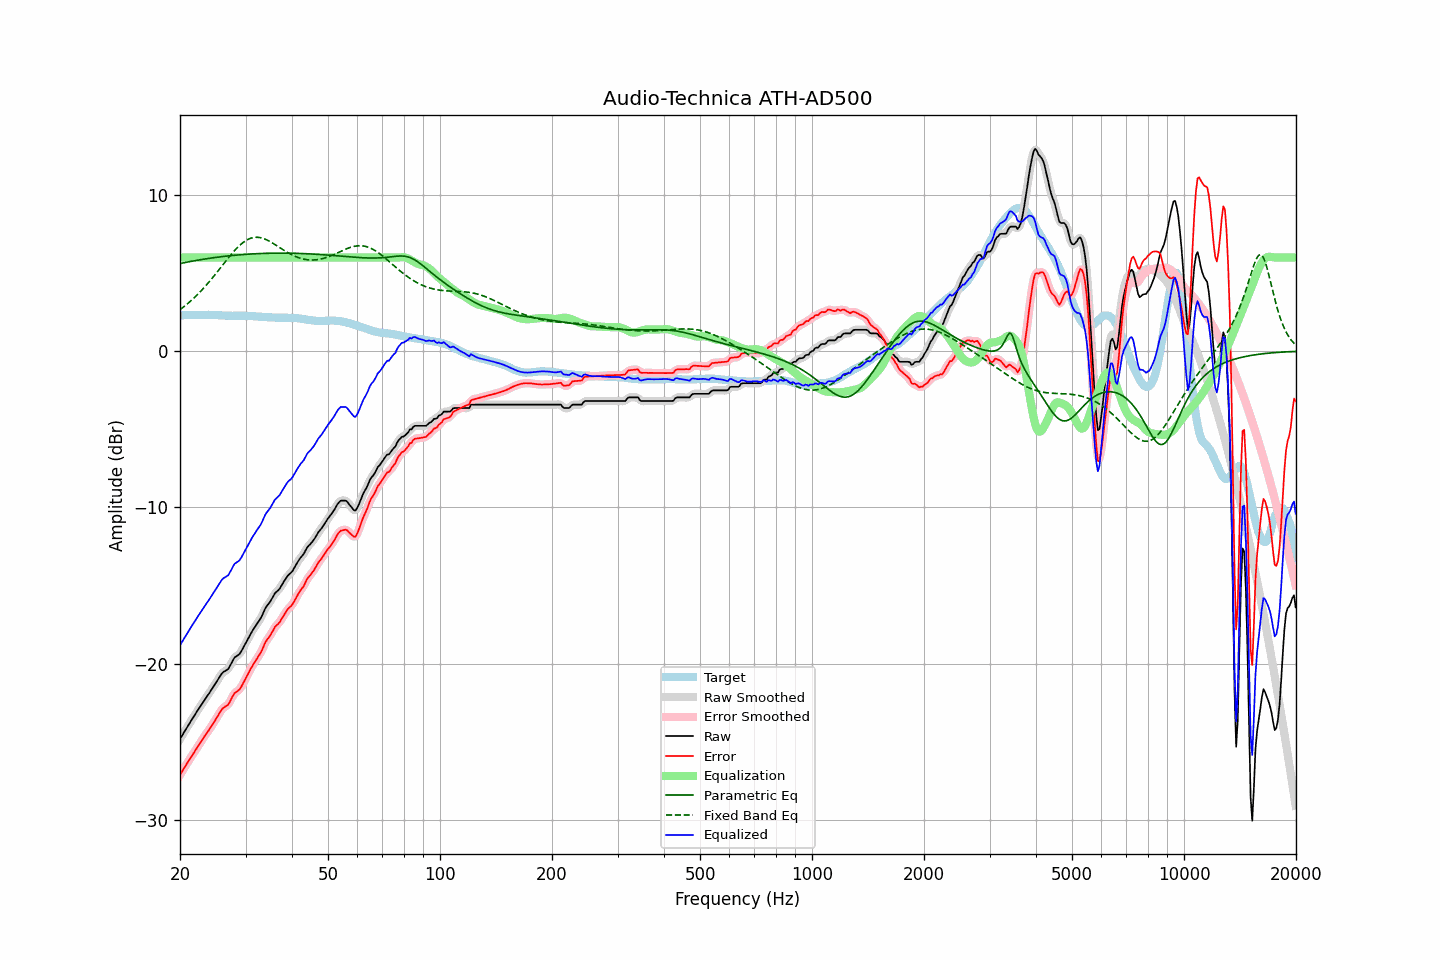 Audio-Technica ATH-AD500
Amplitude (dBr)
10
0
−10
−20
−30
20
50
100
200
500
1000
2000
5000
10000
20000
Frequency (Hz)
Target
Raw Smoothed
Error Smoothed
Raw
Error
Equalization
Parametric Eq
Fixed Band Eq
Equalized